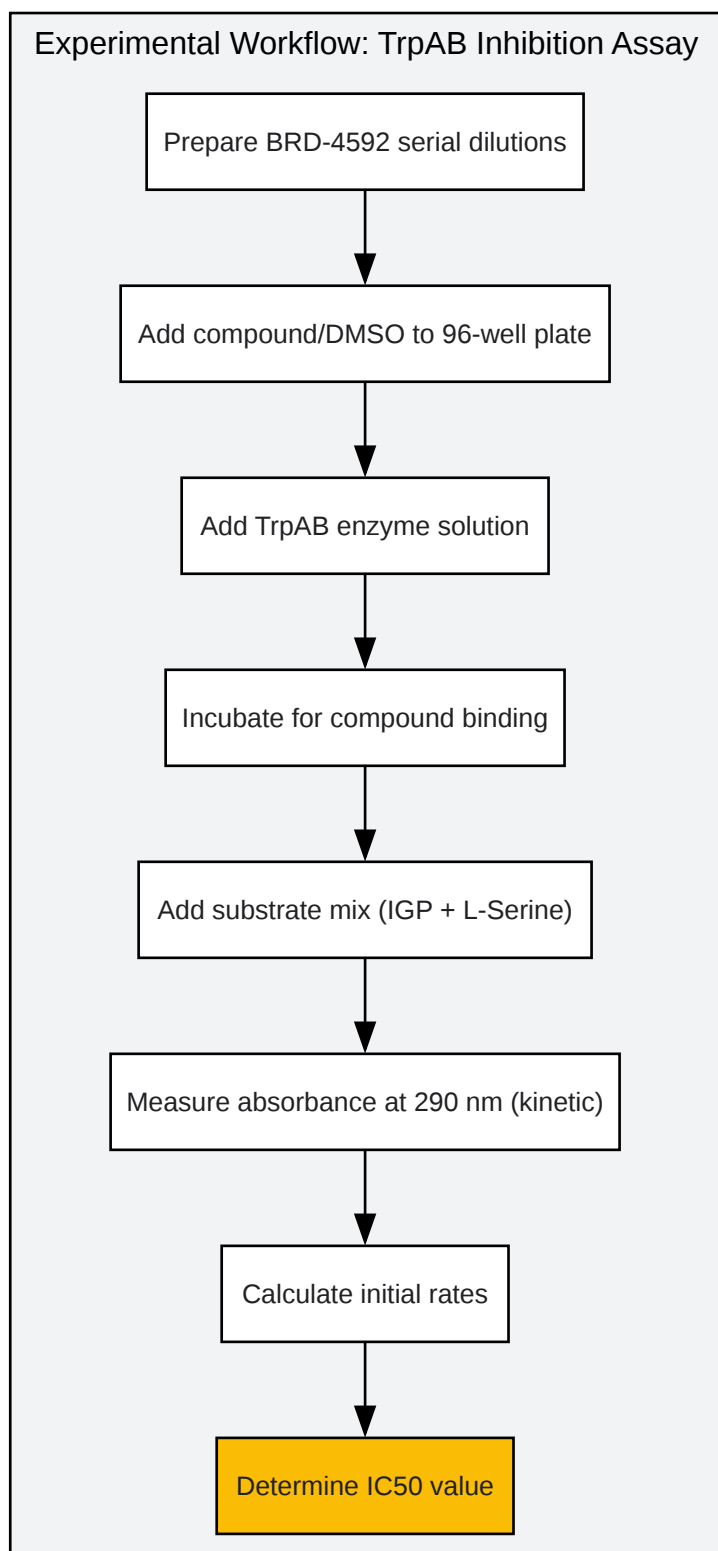 Experimental Workflow: TrpAB Inhibition Assay
Prepare BRD-4592 serial dilutions
Add compound/DMSO to 96-well plate
Add TrpAB enzyme solution
Incubate for compound binding
Add substrate mix (IGP + L-Serine)
Measure absorbance at 290 nm (kinetic)
Calculate initial rates
Determine IC50 value